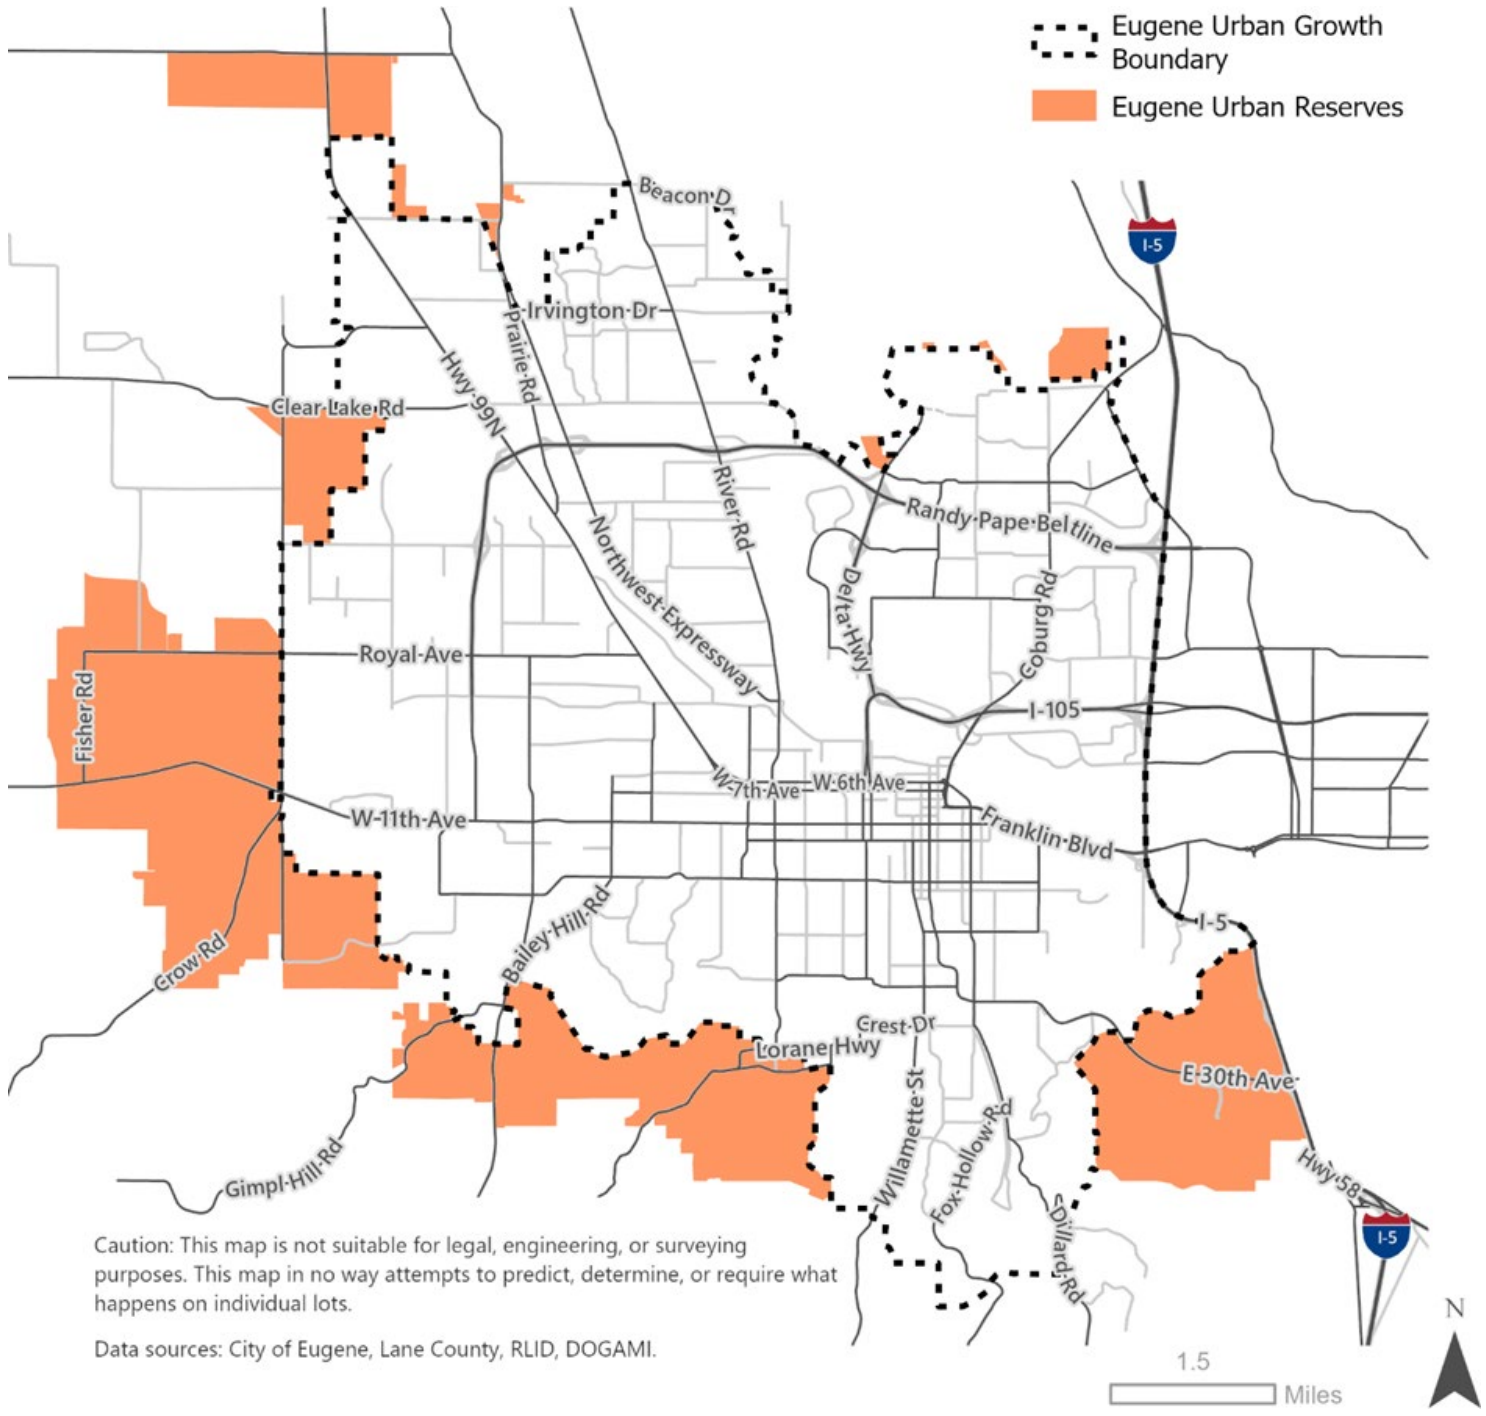 Eugene Urban Growth
Boundary
Eugene Urban Reserves
Beacon Dr
I-5
Irvington Dr
Prairie Rd
Hwy 99N
Clear Lake Rd
River Rd
Randy Pape Beltline
Northwest Expressway
Delta Hwy
Coburg Rd
Royal Ave
Fisher Rd
I-105
W 7th Ave
W 6th Ave
W 11th Ave
Franklin Blvd
Bailey Hill Rd
I-5
Crow Rd
Crest Dr
Lorane Hwy
E 30th Ave
Willamette St
Fox Hollow Rd
Gimpl Hill Rd
Hwy 58
Dillard Rd
I-5
Caution: This map is not suitable for legal, engineering, or surveying
purposes. This map in no way attempts to predict, determine, or require what
happens on individual lots.
Data sources: City of Eugene, Lane County, RLID, DOGAMI.
N
1.5
Miles